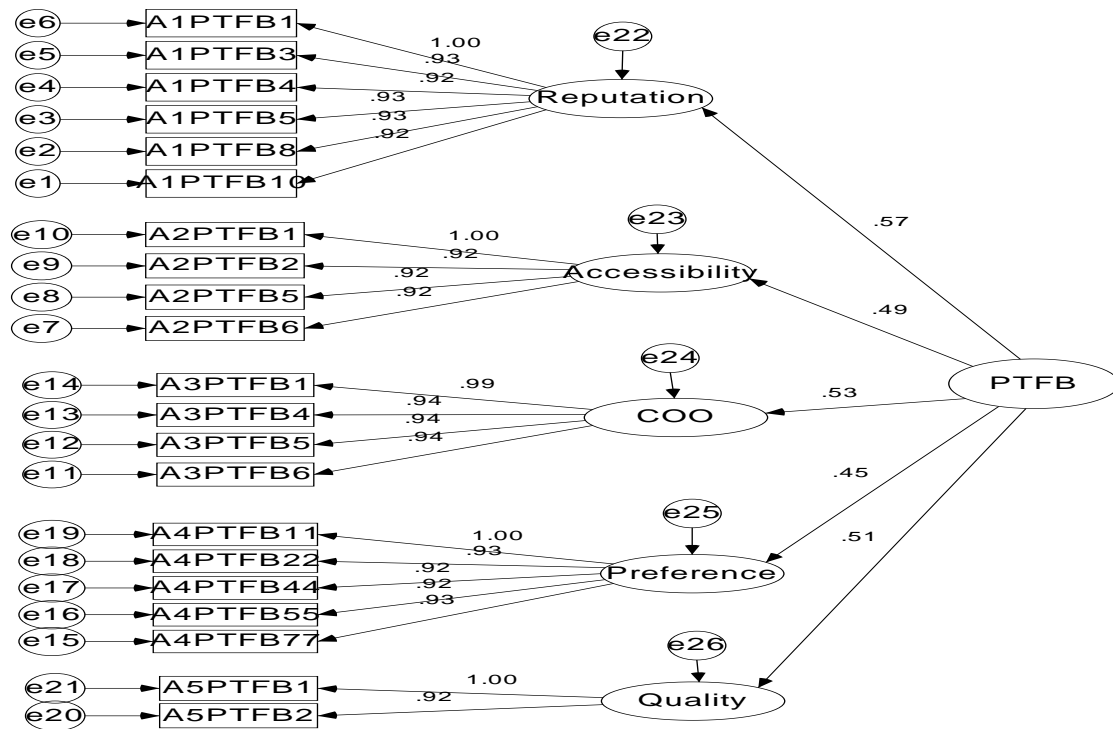 e6 A1PTFB1
1.00
e22
e5 A1PTFB3
.93
e4 A1PTFB4
.92
Reputation
e3 A1PTFB5
.93
e2 A1PTFB8
.93
e1 A1PTFB10
.92
.57
e10 A2PTFB1
1.00
e23
e9 A2PTFB2
.92
Accessibility
e8 A2PTFB5
.92
e7 A2PTFB6
.92
.49
e14 A3PTFB1
.99
e24
PTFB
e13 A3PTFB4
.94
.53
COO
e12 A3PTFB5
.94
e11 A3PTFB6
.94
.45
e19 A4PTFB11
1.00
e25
.51
e18 A4PTFB22
.93
e17 A4PTFB44
.92
Preference
e16 A4PTFB55
.92
e15 A4PTFB77
.93
e26
e21 A5PTFB1
1.00
Quality
e20 A5PTFB2
.92